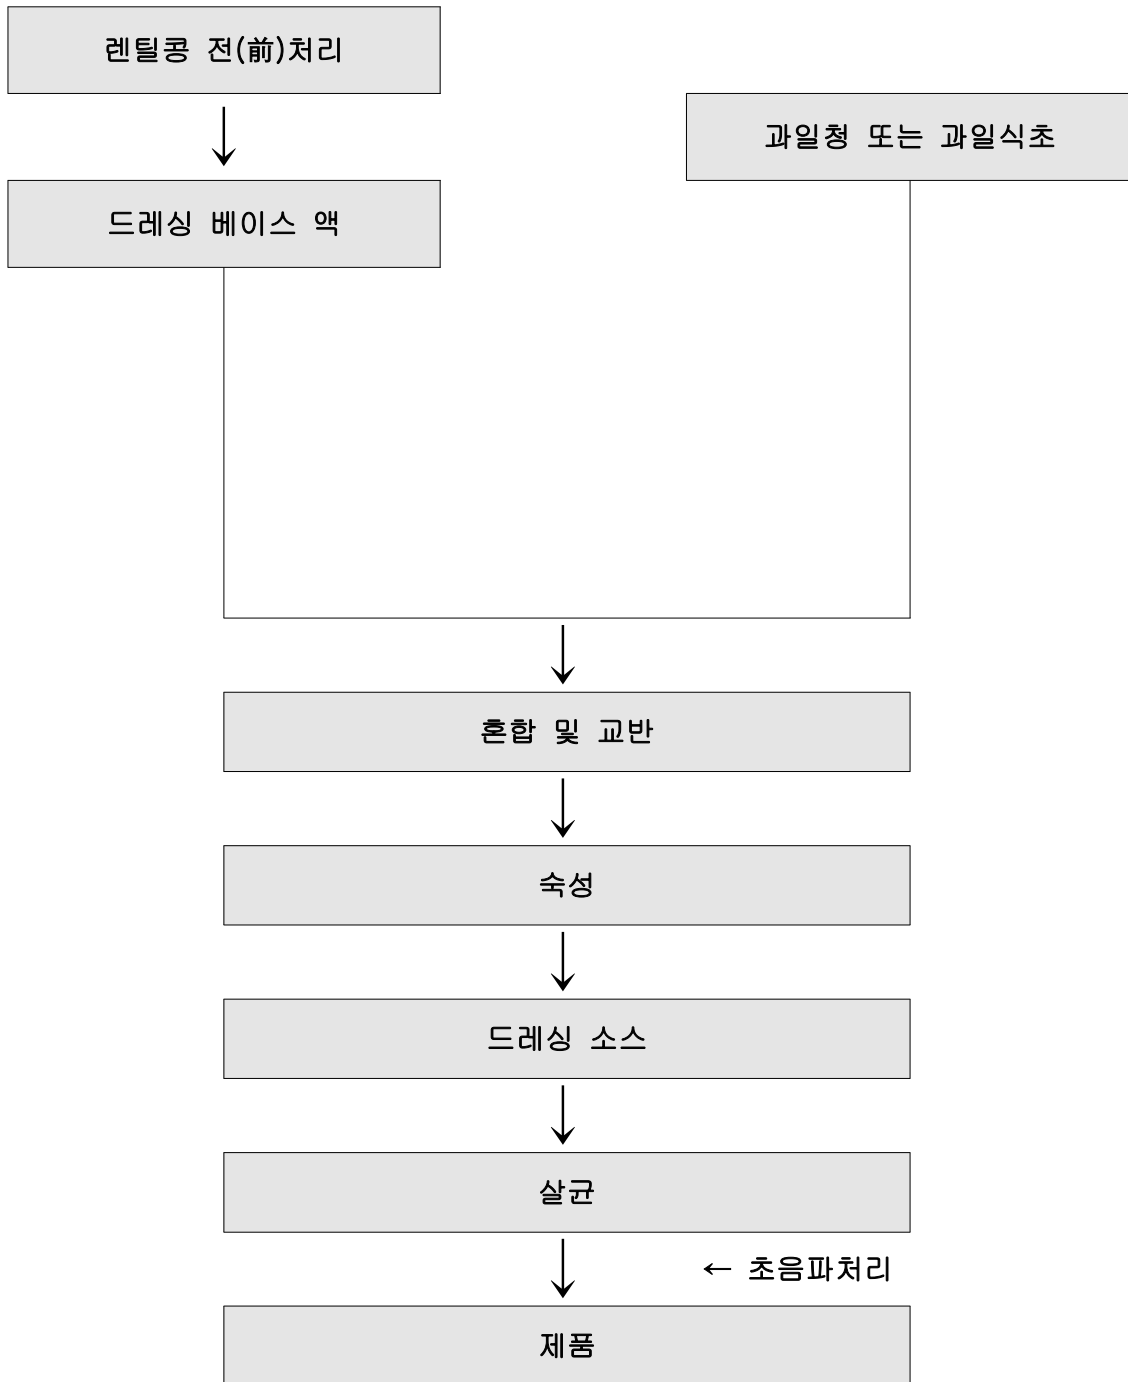 렌틸콩 전(前)처리
과일청 또는 과일식초
드레싱 베이스 액
혼합 및 교반
숙성
드레싱 소스
살균
← 초음파처리
제품